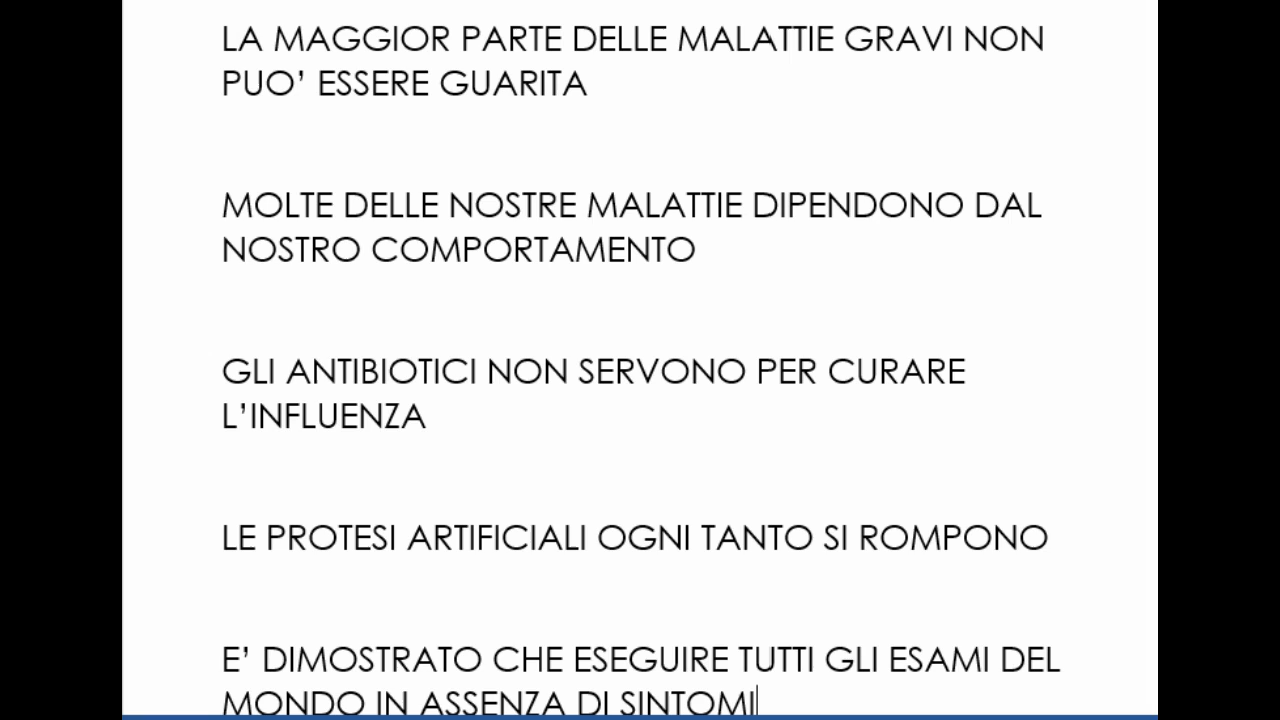 LA MAGGIOR PARTE DELLE MALATTIE GRAVI NON
PUO’ ESSERE GUARITA
MOLTE DELLE NOSTRE MALATTIE DIPENDONO DAL
NOSTRO COMPORTAMENTO
GLI ANTIBIOTICI NON SERVONO PER CURARE
L’INFLUENZA
LE PROTESI ARTIFICIALI OGNI TANTO SI ROMPONO
E’ DIMOSTRATO CHE ESEGUIRE TUTTI GLI ESAMI DEL
MONDO IN ASSENZA DI SINTOMI